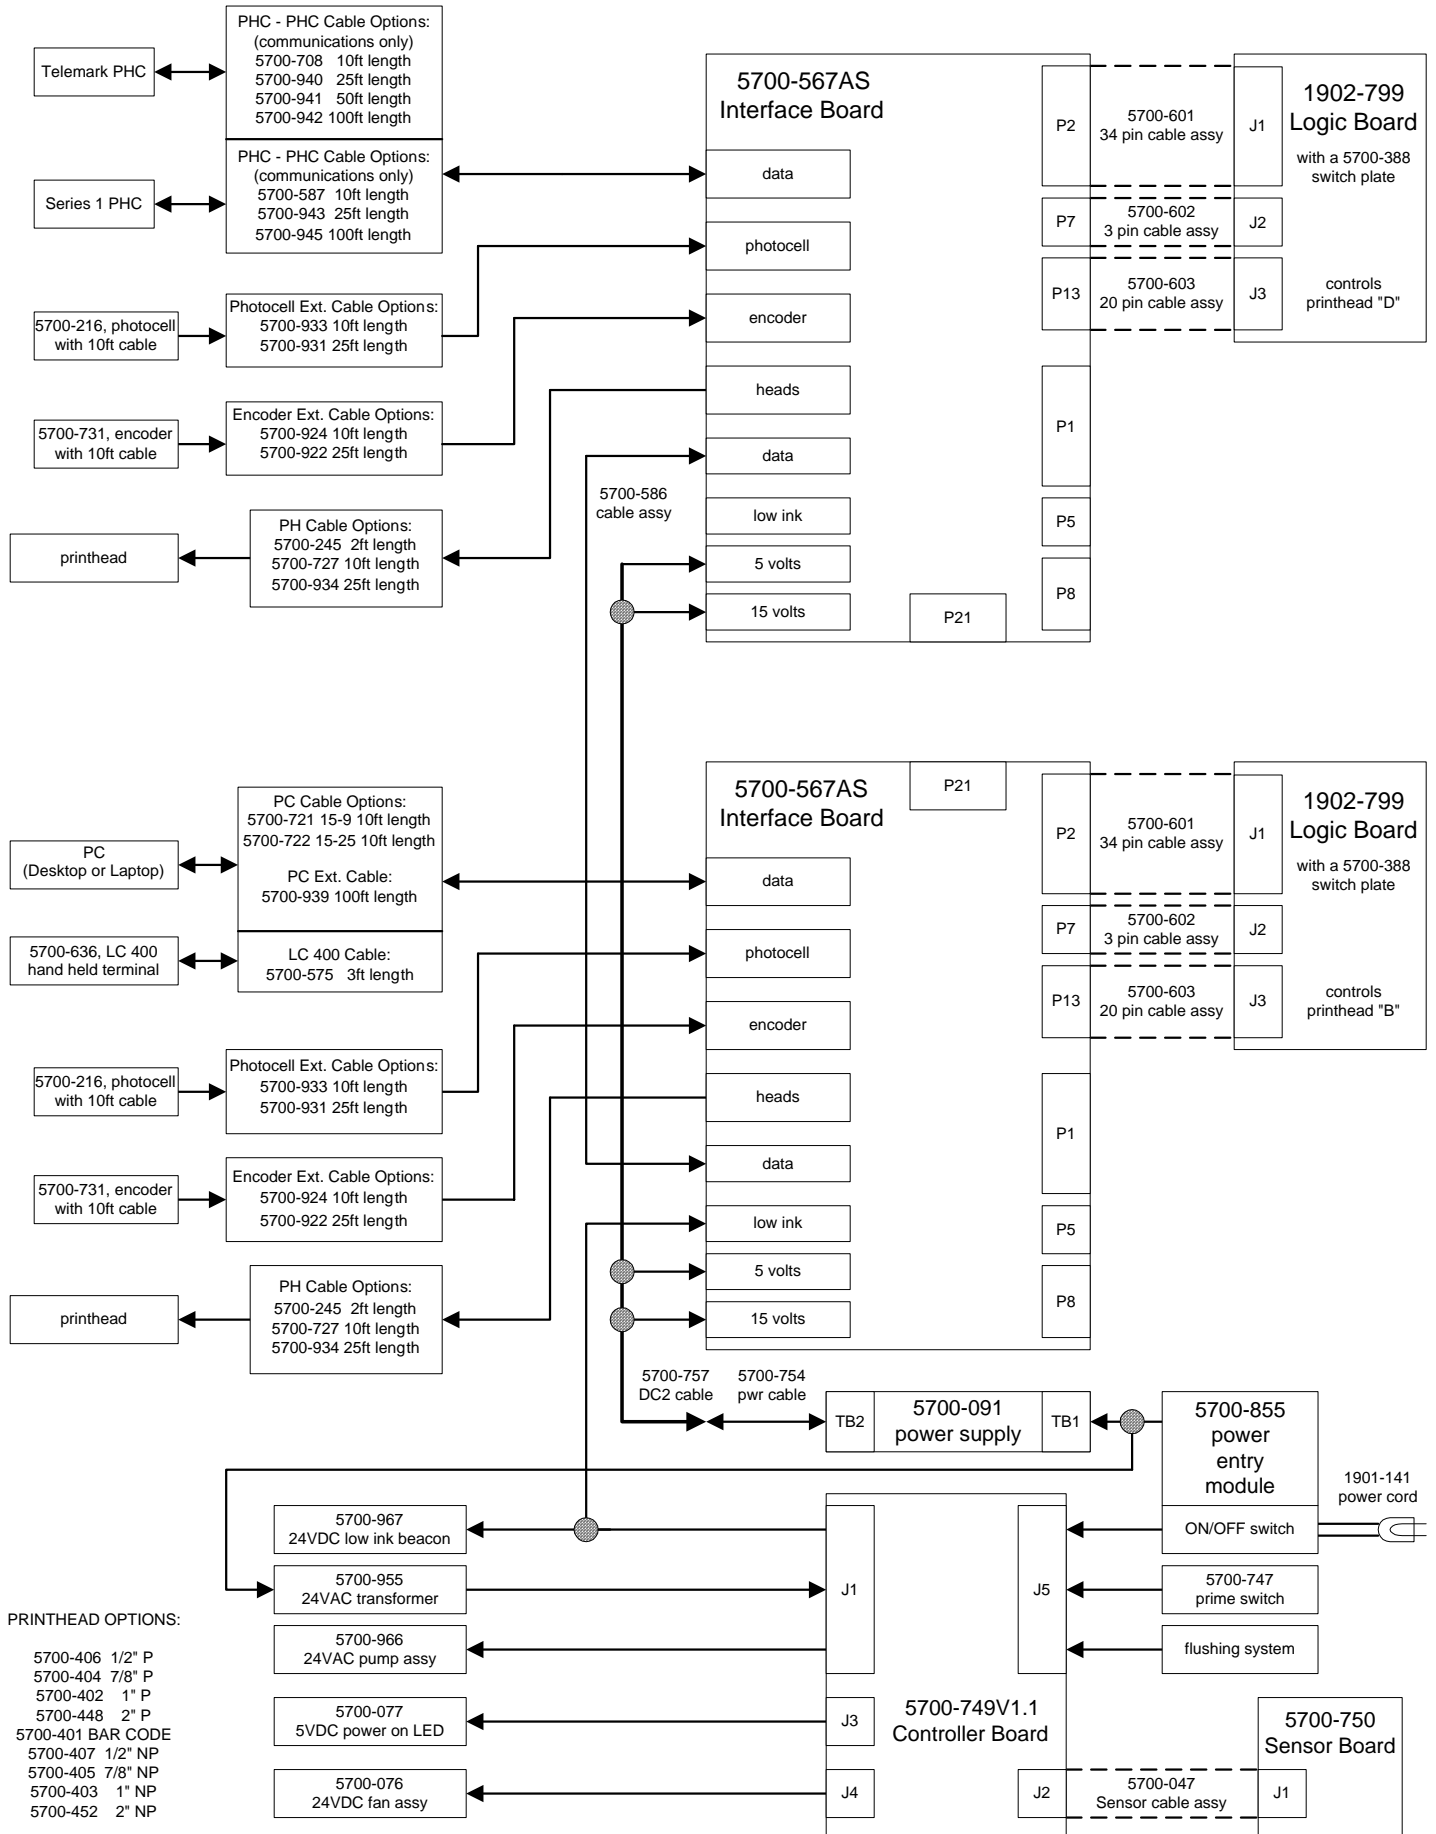 PHC - PHC Cable Options:
(communications only)
5700-708 10ft length
5700-940 25ft length
5700-941 50ft length
5700-942 100ft length
Telemark PHC
PHC - PHC Cable Options:
(communications only)
5700-587 10ft length
5700-943 25ft length
5700-945 100ft length
Series 1 PHC
5700-216, photocell
with 10ft cable
Photocell Ext. Cable Options:
5700-933 10ft length
5700-931 25ft length
5700-731, encoder
with 10ft cable
Encoder Ext. Cable Options:
5700-924 10ft length
5700-922 25ft length
printhead
PH Cable Options:
5700-245 2ft length
5700-727 10ft length
5700-934 25ft length
5700-586
cable assy
5700-567AS
Interface Board
data
photocell
encoder
heads
data
low ink
5 volts
15 volts
P21
P2
P7
P13
P1
P5
P8
5700-601
34 pin cable assy
5700-602
3 pin cable assy
5700-603
20 pin cable assy
J1
J2
J3
1902-799
Logic Board
with a 5700-388
switch plate
controls
printhead "D"
PC
(Desktop or Laptop)
PC Cable Options:
5700-721 15-9 10ft length
5700-722 15-25 10ft length
PC Ext. Cable:
5700-939 100ft length
5700-636, LC 400
hand held terminal
LC 400 Cable:
5700-575 3ft length
5700-216, photocell
with 10ft cable
Photocell Ext. Cable Options:
5700-933 10ft length
5700-931 25ft length
5700-731, encoder
with 10ft cable
Encoder Ext. Cable Options:
5700-924 10ft length
5700-922 25ft length
printhead
PH Cable Options:
5700-245 2ft length
5700-727 10ft length
5700-934 25ft length
5700-567AS
Interface Board
P21
data
photocell
encoder
heads
data
low ink
5 volts
15 volts
P2
P7
P13
P1
P5
P8
5700-601
34 pin cable assy
5700-602
3 pin cable assy
5700-603
20 pin cable assy
J1
J2
J3
1902-799
Logic Board
with a 5700-388
switch plate
controls
printhead "B"
5700-757
DC2 cable
5700-754
pwr cable
TB2
5700-091
power supply
TB1
5700-855
power
entry
module
ON/OFF switch
1901-141
power cord
5700-967
24VDC low ink beacon
5700-955
24VAC transformer
5700-966
24VAC pump assy
5700-077
5VDC power on LED
5700-076
24VDC fan assy
J1
J3
J4
J5
J2
5700-749V1.1
Controller Board
5700-747
prime switch
flushing system
5700-047
Sensor cable assy
5700-750
Sensor Board
J1
PRINTHEAD OPTIONS:
5700-406 1/2" P
5700-404 7/8" P
5700-402 1" P
5700-448 2" P
5700-401 BAR CODE
5700-407 1/2" NP
5700-405 7/8" NP
5700-403 1" NP
5700-452 2" NP